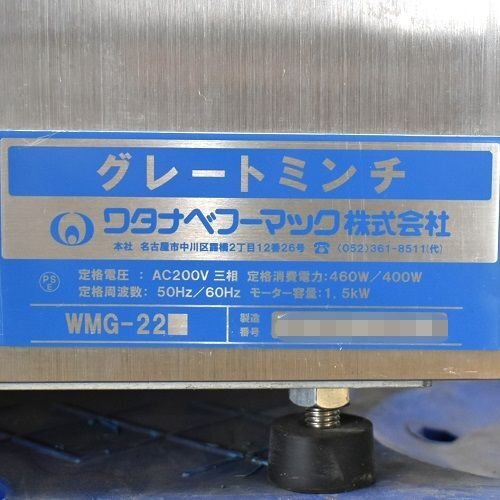 グレートミンチ
ワタナベフーマック株式会社
本社 名古屋市中川区露橋2丁目12番26号 ☎(052)361-8511(代)
PSE 定格電圧：AC200V 三相 定格消費電力:460W／400W
定格周波数：50Hz／60Hz モーター容量:1.5kW
WMG-22 製造番号